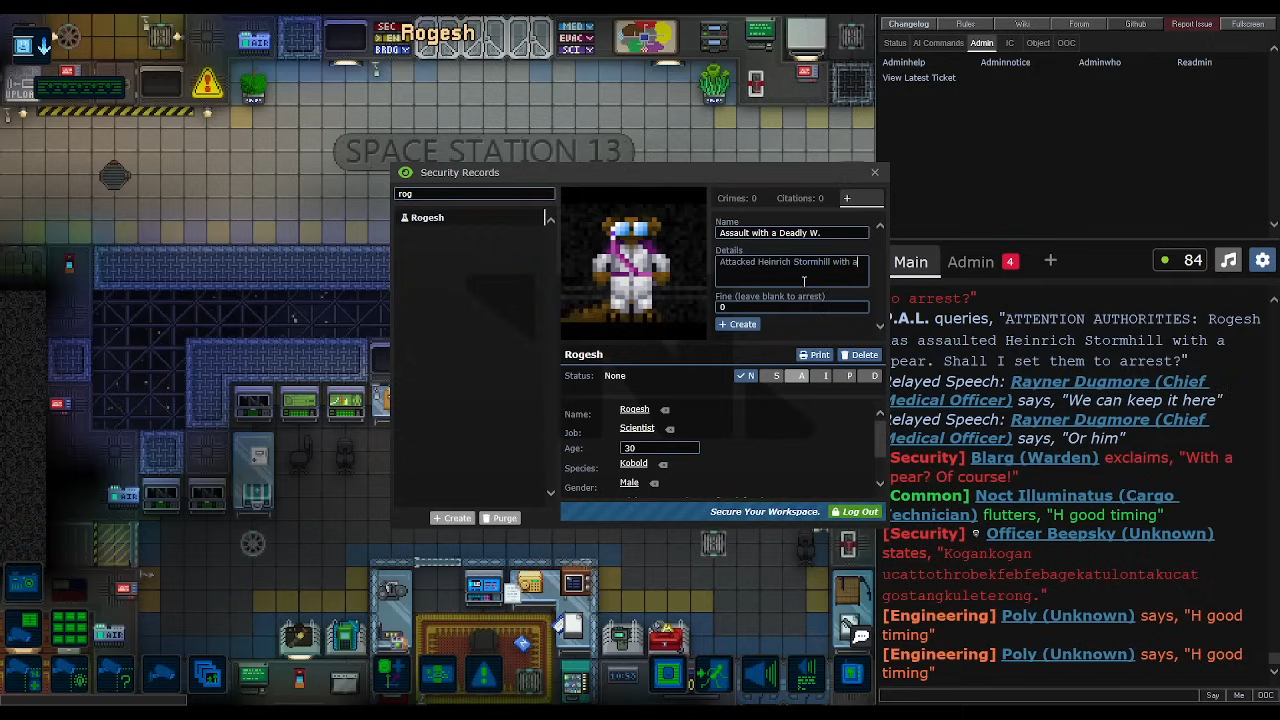 SEC
EN
BRDG
Rogesh
MED
EVAC
SCI
AIR
UPLOA
SPACE STATION 13
Changelog
Rules
Wiki
Forum
Github
Report Issue
Fullscreen
Status
AI Commands
Admin
IC
Object
OOC
Adminhelp
Adminnotice
Adminwho
Readmin
View Latest Ticket
Security Records
rog
Rogesh
Crimes: 0
Citations: 0
+
Name
Assault with a Deadly W.
Details
Attacked Heinrich Stormhill with a
Fine (leave blank to arrest)
0
+ Create
Rogesh
Print
Delete
Status:
None
N
S
A
I
P
D
Name:
Rogesh
Job:
Scientist
Age:
30
Species:
Kobold
Gender:
Male
+ Create
Purge
Secure Your Workspace.
Log Out
AIR
AIR
10:53
Main
Admin
4
+
84
o arrest?"
P.A.L. queries, "ATTENTION AUTHORITIES: Rogesh
as assaulted Heinrich Stormhill with a
pear. Shall I set them to arrest?"
Relayed Speech: Rayner Dugmore (Chief
Medical Officer) says, "We can keep it here"
Relayed Speech: Rayner Dugmore (Chief
Medical Officer) says, "Or him"
[Security] Blarg (Warden) exclaims, "With a
pear? Of course!"
[Common] Noct Illuminatus (Cargo
Technician) flutters, "H good timing"
[Security] Officer Beepsky (Unknown)
states, "Kogankogan
ucattothrobekfebfebagekatulontakucat
gostangkuleterong."
[Engineering] Poly (Unknown) says, "H good
timing"
[Engineering] Poly (Unknown) says, "H good
timing"
Say
Me
OOC